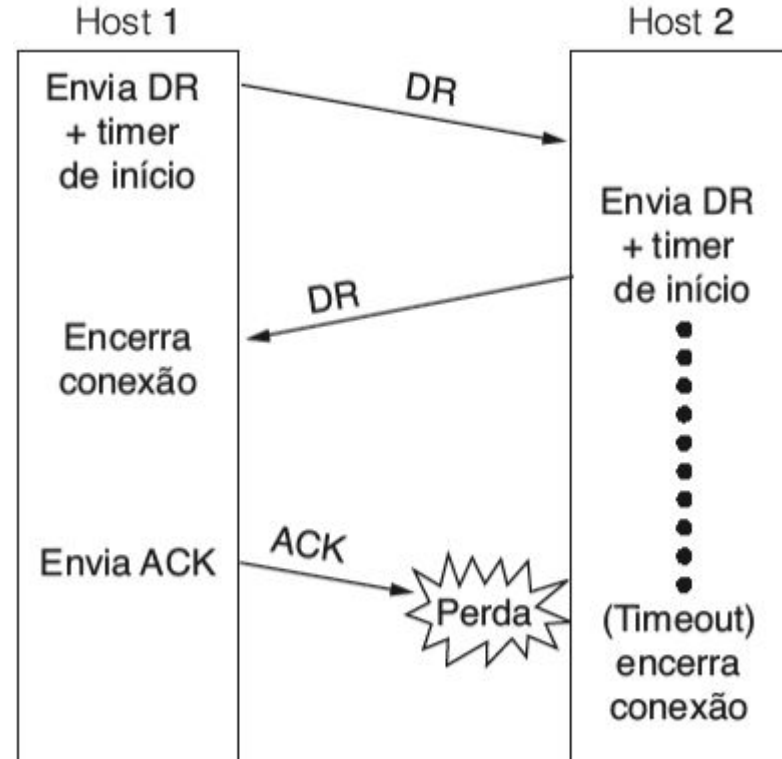 Host 1
Host 2
Envia DR
+ timer
de início
DR
Envia DR
+ timer
de início
DR
Encerra
conexão
Envia ACK
ACK
Perda
(Timeout)
encerra
conexão